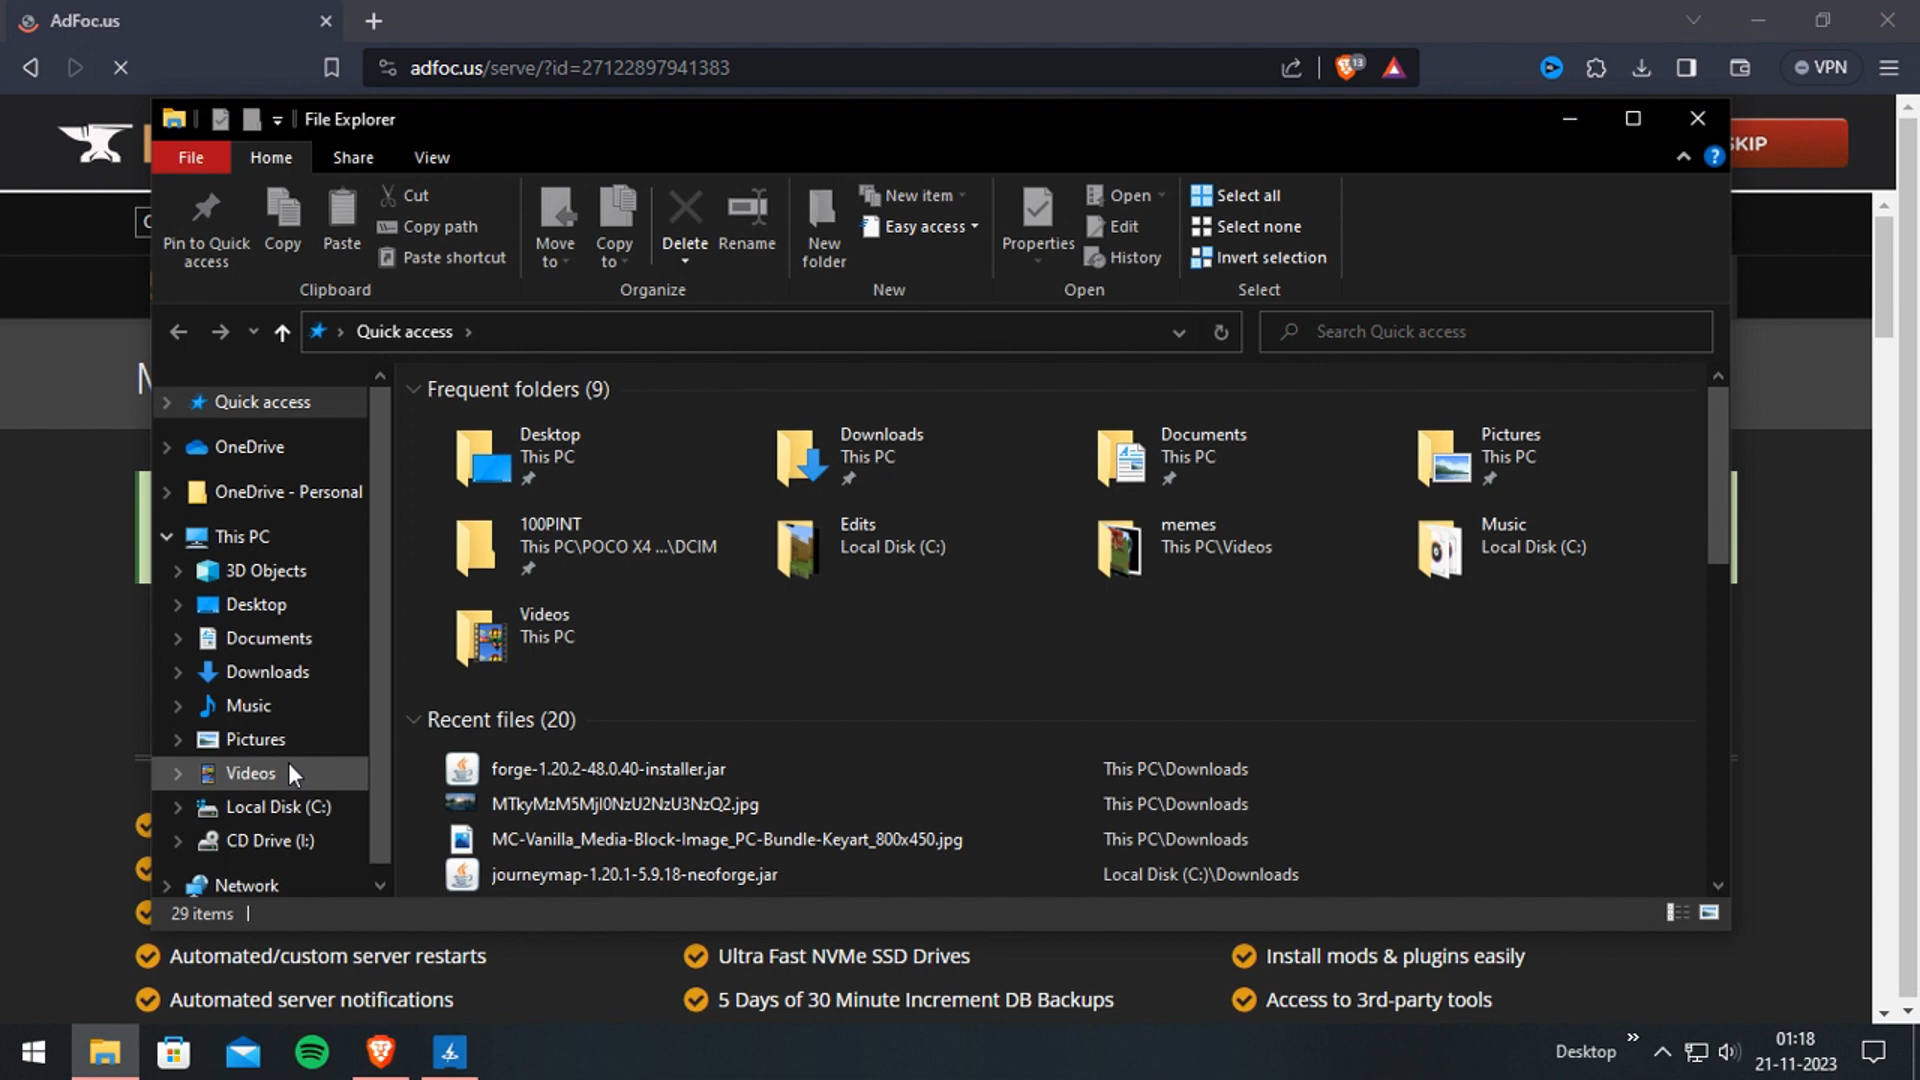 AdFoc.us
adfoc.us/serve/?id=27122897941383
13
VPN
File Explorer
SKIP
File Home Share View
Pin to Quick access
Copy
Paste
Cut
Copy path
Paste shortcut
Clipboard
Move to
Copy to
Delete
Rename
Organize
New folder
New item
Easy access
New
Properties
Open
Edit
History
Open
Select all
Select none
Invert selection
Select
Quick access
Search Quick access
Quick access
OneDrive
OneDrive - Personal
This PC
3D Objects
Desktop
Documents
Downloads
Music
Pictures
Videos
Local Disk (C:)
CD Drive (I:)
Network
Frequent folders (9)
Desktop
This PC
Downloads
This PC
Documents
This PC
Pictures
This PC
100PINT
This PC\POCO X4 ...\DCIM
Edits
Local Disk (C:)
memes
This PC\Videos
Music
Local Disk (C:)
Videos
This PC
Recent files (20)
forge-1.20.2-48.0.40-installer.jar This PC\Downloads
MTkyMzM5MjI0NzU2NzU3NzQ2.jpg This PC\Downloads
MC-Vanilla_Media-Block-Image_PC-Bundle-Keyart_800x450.jpg This PC\Downloads
journeymap-1.20.1-5.9.18-neoforge.jar Local Disk (C:)\Downloads
29 items
Automated/custom server restarts Ultra Fast NVMe SSD Drives Install mods & plugins easily
Automated server notifications 5 Days of 30 Minute Increment DB Backups Access to 3rd-party tools
Desktop
01:18
21-11-2023